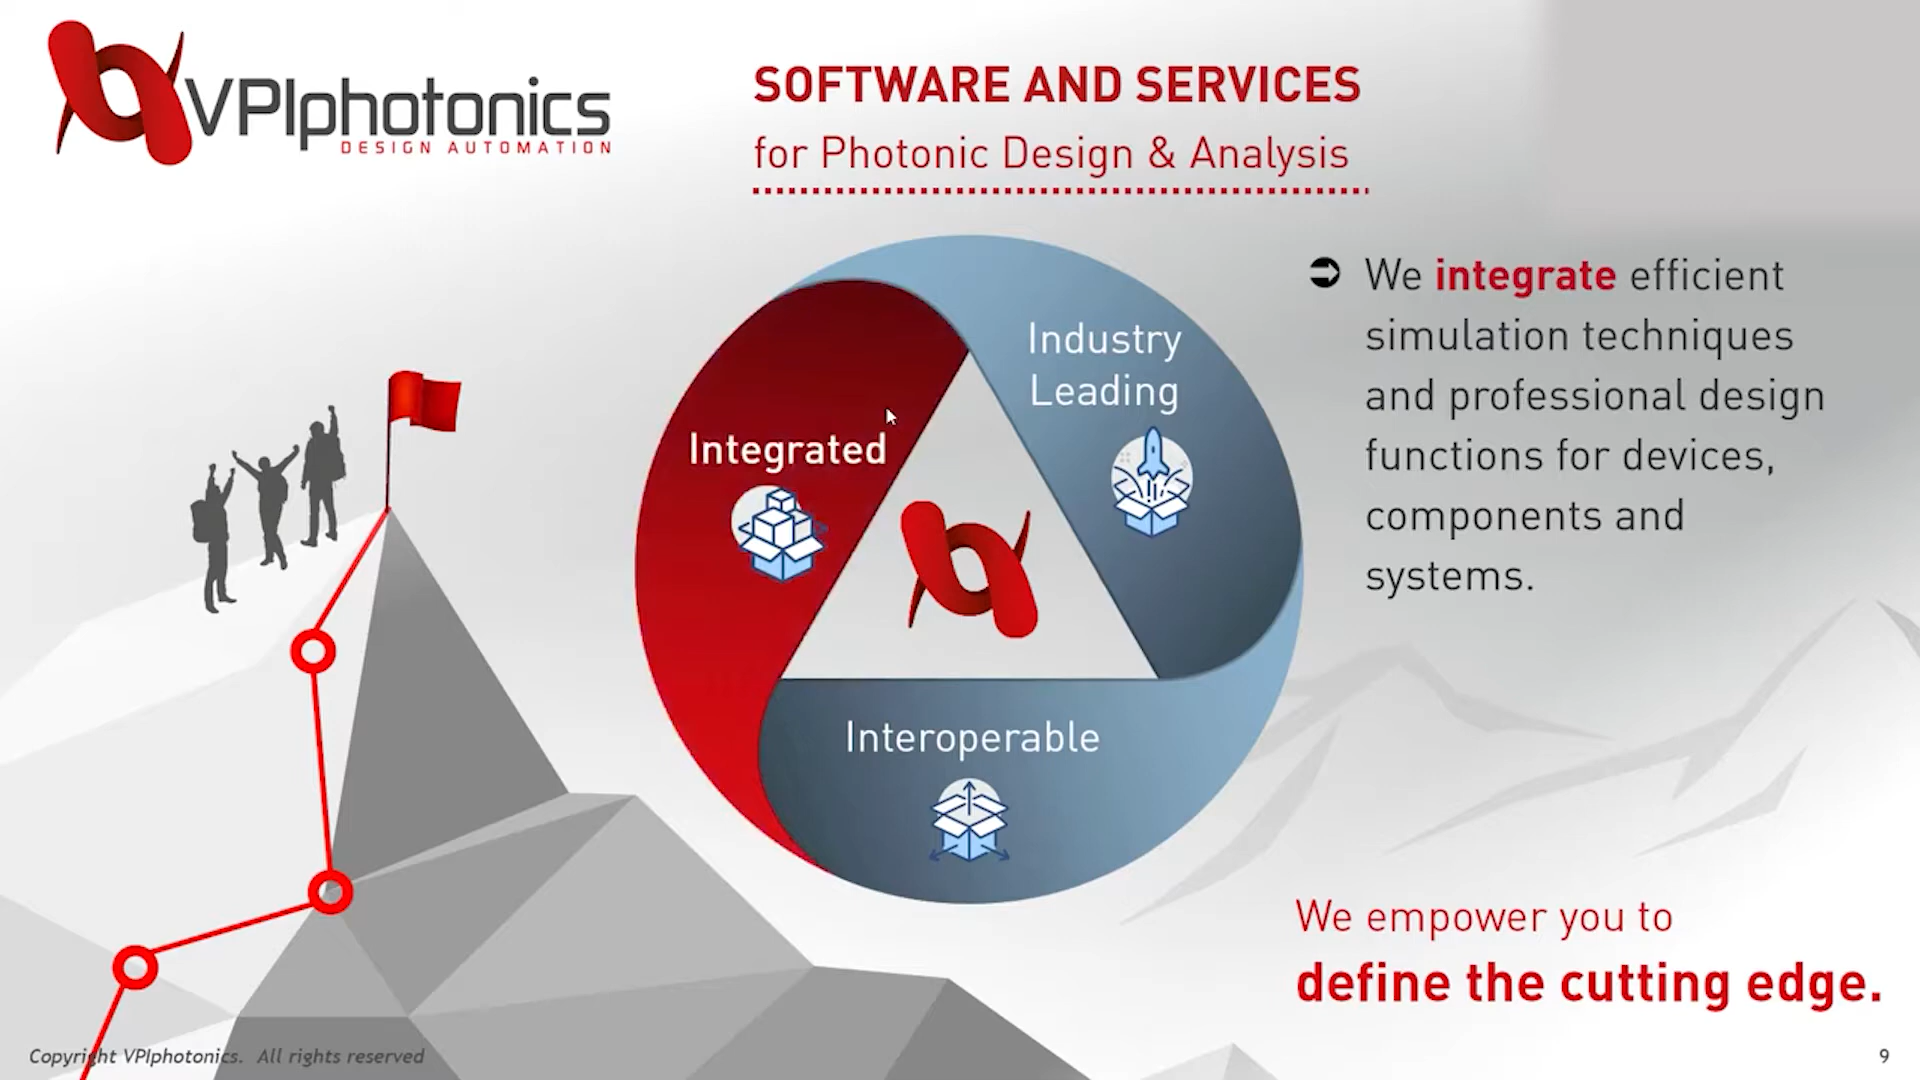 VPIphotonics
DESIGN AUTOMATION
SOFTWARE AND SERVICES
for Photonic Design & Analysis
Industry
Leading
Integrated
Interoperable
➲ We integrate efficient
simulation techniques
and professional design
functions for devices,
components and
systems.
We empower you to
define the cutting edge.
Copyright VPIphotonics. All rights reserved
9